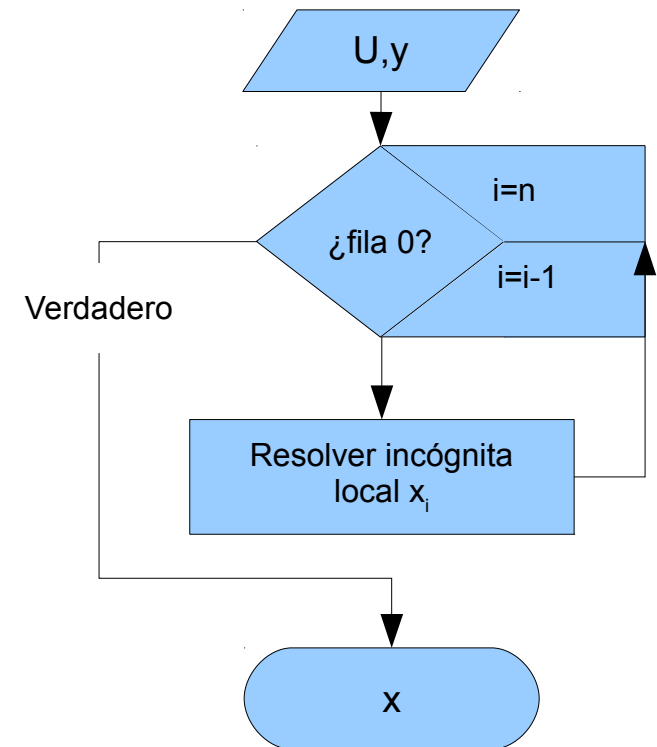 U,y
i=n
¿fila 0?
i=i-1
Verdadero
Resolver incógnita
local xi
x